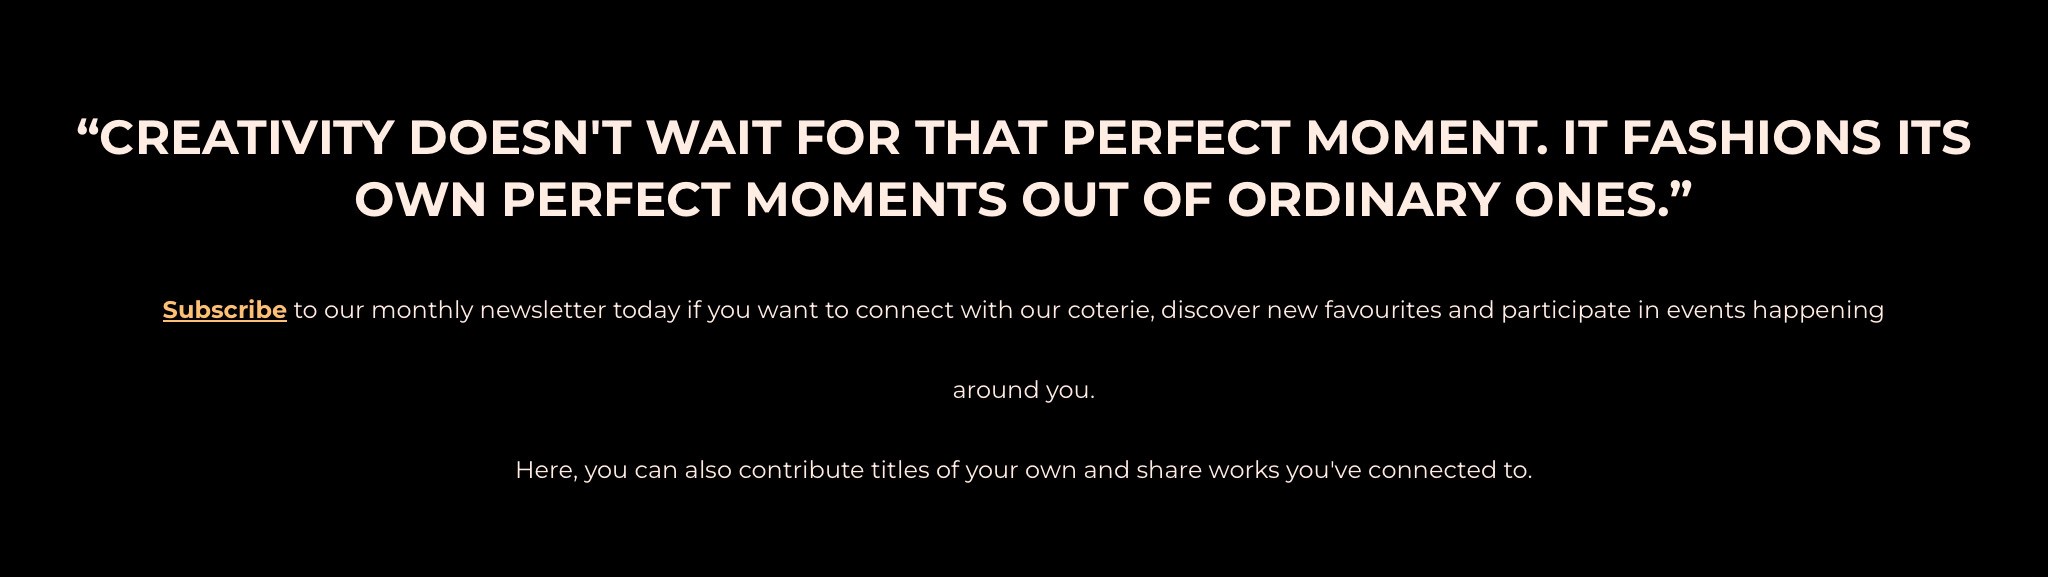 “CREATIVITY DOESN'T WAIT FOR THAT PERFECT MOMENT. IT FASHIONS ITS
OWN PERFECT MOMENTS OUT OF ORDINARY ONES.”
Subscribe to our monthly newsletter today if you want to connect with our coterie, discover new favourites and participate in events happening
around you.
Here, you can also contribute titles of your own and share works you've connected to.